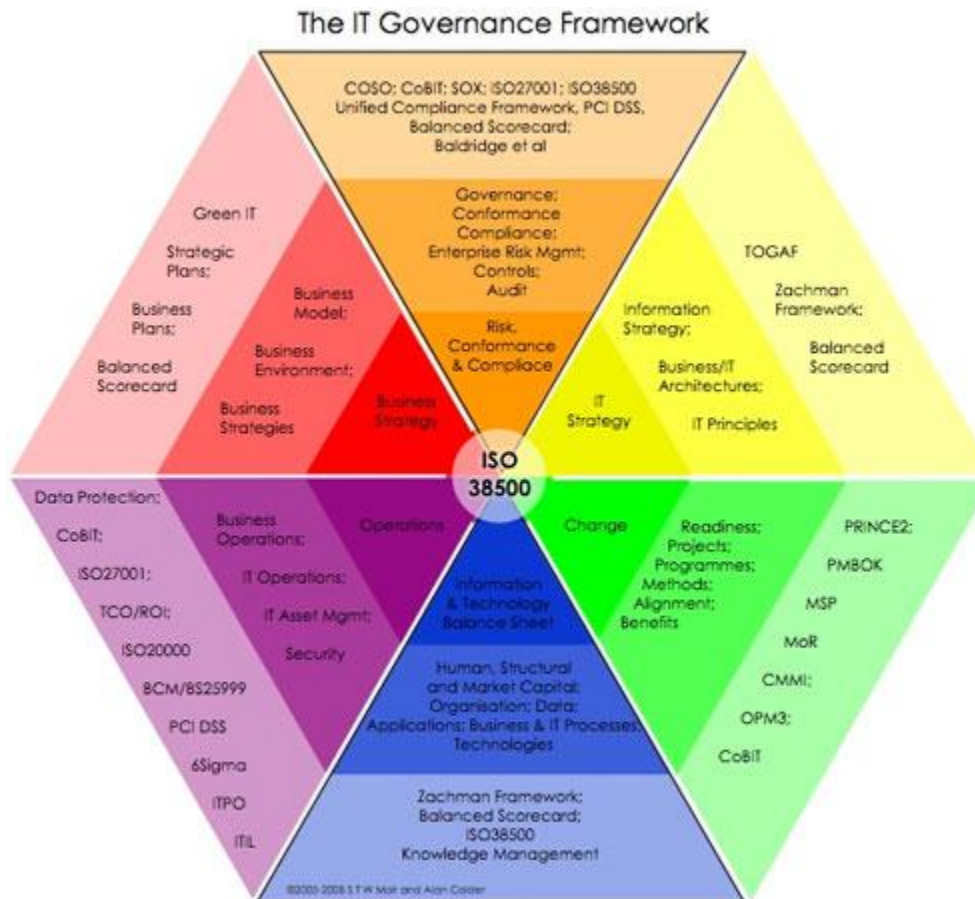 The IT Governance Framework
COSO; CoBIT; SOX; ISO27001; ISO38500
Unified Compliance Framework, PCI DSS,
Balanced Scorecard;
Baldridge et al
Governance;
Conformance
Compliance;
Enterprise Risk Mgmt;
Controls;
Audit
Risk,
Conformance
& Compliace
Green IT
Strategic
Plans;
Business
Plans;
Balanced
Scorecard
Business
Model;
Business
Environment;
Business
Strategies
Business
Strategy
IT
Strategy
Information
Strategy;
Business/IT
Architectures;
IT Principles
TOGAF
Zachman
Framework;
Balanced
Scorecard
ISO
38500
Data Protection;
CoBIT;
ISO27001;
TCO/ROI;
ISO20000
BCM/BS25999
PCI DSS
6Sigma
ITPO
ITIL
Business
Operations;
IT Operations;
IT Asset Mgmt;
Security
Operations
Information
& Technology
Balance Sheet
Human, Structural
and Market Capital;
Organisation; Data;
Applications; Business & IT Processes;
Technologies
Zachman Framework;
Balanced Scorecard;
ISO38500
Knowledge Management
Change
Readiness;
Projects;
Programmes;
Methods;
Alignment;
Benefits
PRINCE2;
PMBOK
MSP
MoR
CMMI;
OPM3;
CoBIT
©2005-2008 S T W Moir and Alan Calder